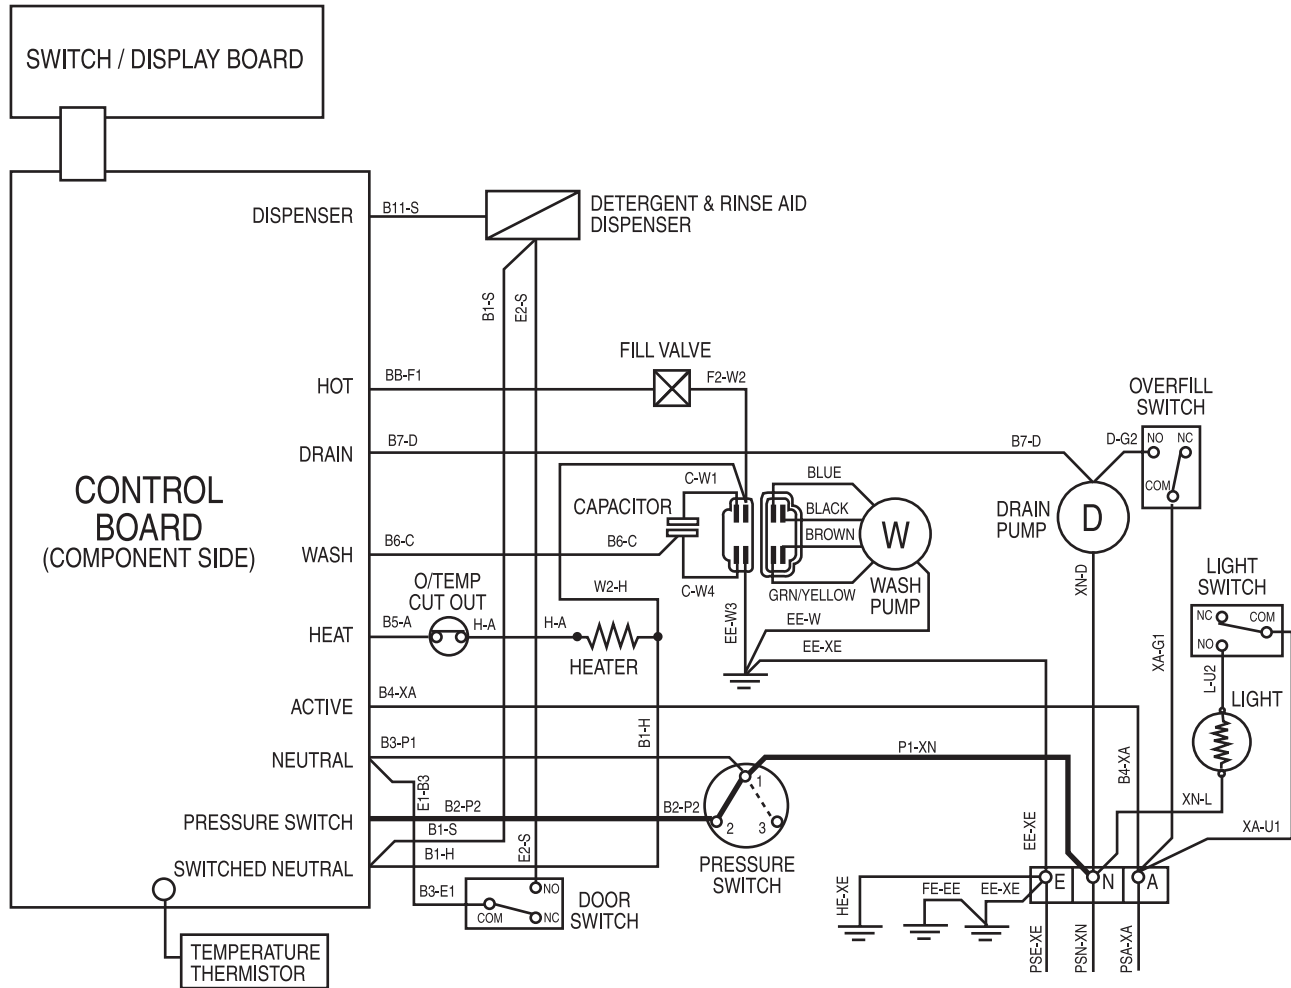 SWITCH / DISPLAY BOARD
DISPENSER
B11-S
DETERGENT & RINSE AID
DISPENSER
B1-S
E2-S
FILL VALVE
HOT
BB-F1
F2-W2
OVERFILL
SWITCH
DRAIN
B7-D
B7-D
D-G2
NO
NC
COM
CONTROL
BOARD
(COMPONENT SIDE)
C-W1
CAPACITOR
BLUE
BLACK
BROWN
GRN/YELLOW
W
WASH
PUMP
DRAIN
PUMP
D
WASH
B6-C
B6-C
C-W4
O/TEMP
CUT OUT
W2-H
EE-W3
EE-W
EE-XE
XN-D
XA-G1
LIGHT
SWITCH
NC
COM
NO
L-U2
LIGHT
HEAT
B5-A
H-A
H-A
HEATER
ACTIVE
B4-XA
B1-H
B4-XA
NEUTRAL
B3-P1
P1-XN
E1-B3
1
2
3
PRESSURE SWITCH
B2-P2
B2-P2
PRESSURE
SWITCH
XN-L
XA-U1
EE-XE
B1-S
SWITCHED NEUTRAL
B1-H
E2-S
B3-E1
NO
COM
NC
DOOR
SWITCH
E
N
A
HE-XE
FE-EE
EE-XE
PSE-XE
PSN-XN
PSA-XA
TEMPERATURE
THERMISTOR